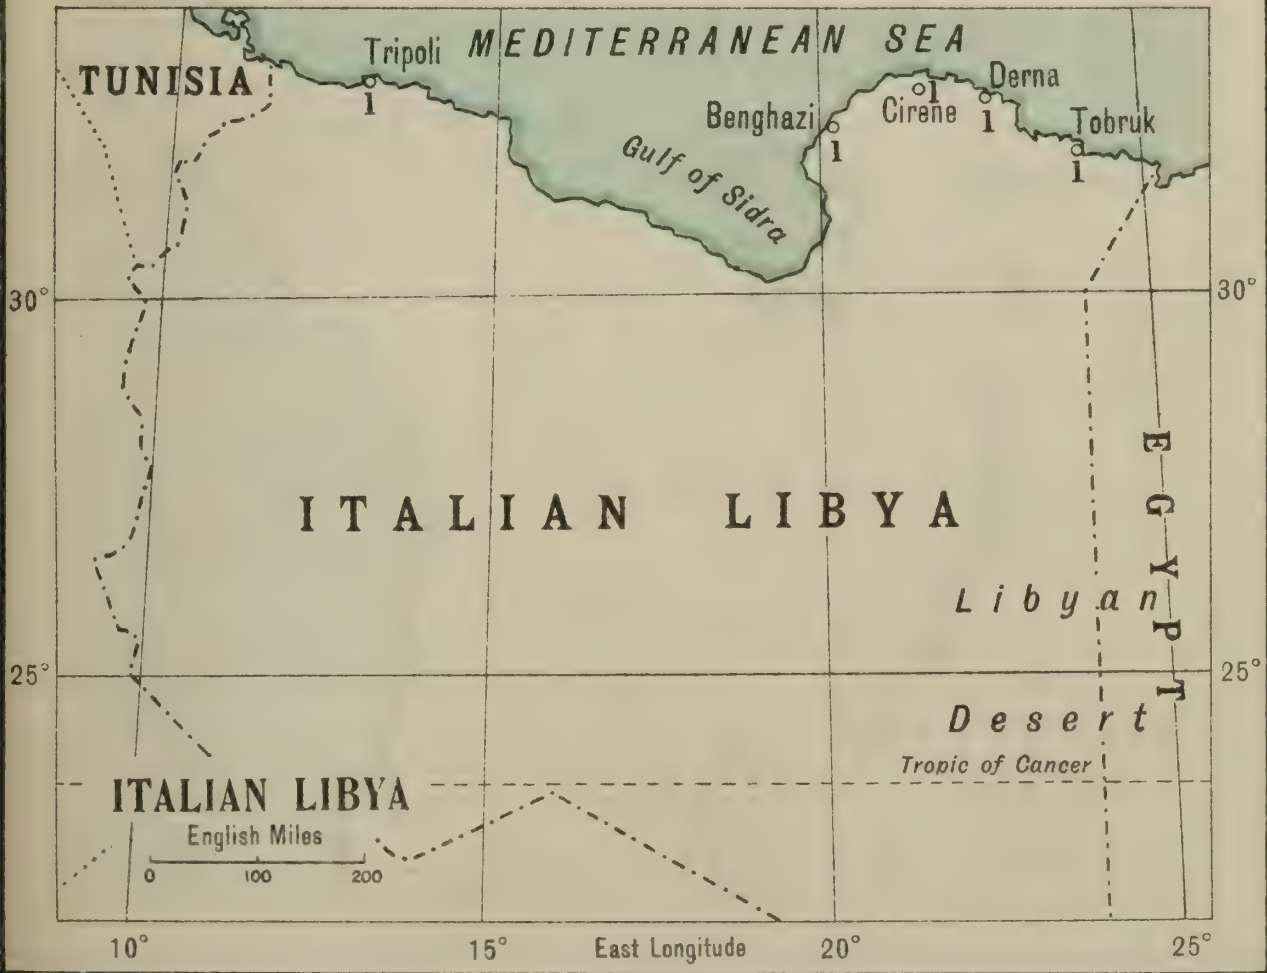 MEDITERRANEAN SEA
Tripoli
1
TUNISIA
Derna
1
Cirene
1
Benghazi
1
Tobruk
1
Gulf of Sidra
30°
30°
EGYPT
ITALIAN LIBYA
Libyan
Desert
25°
25°
Tropic of Cancer
ITALIAN LIBYA
English Miles
0 100 200
10° 15° East Longitude 20° 25°